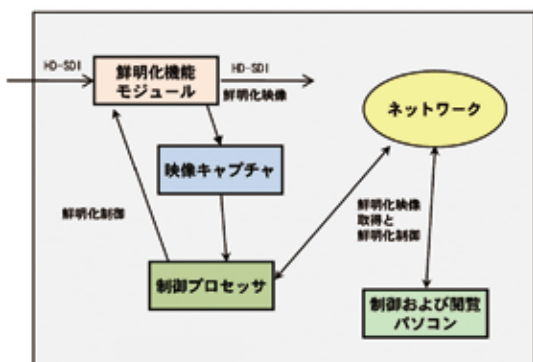 HD-SDI
鮮明化機能
モジュール
HD-SDI
鮮明化映像
ネットワーク
映像キャプチャ
鮮明化制御
鮮明化映像
取得と
鮮明化制御
制御プロセッサ
制御および閲覧
パソコン